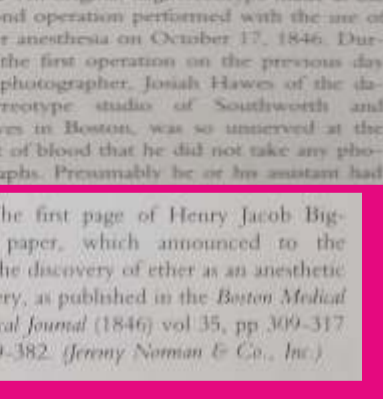 ond operation performed with the use of
r anesthesia on October 17, 1846. Dur-
the first operation on the previous day
photographer, Josiah Hawes of the da-
reotype studio of Southworth and
ves in Boston, was so unnerved at the
t of blood that he did not take any pho-
aphs. Presumably he or his assistant had
he first page of Henry Jacob Big-
paper, which announced to the
he discovery of ether as an anesthetic
ery, as published in the Boston Medical
cal Journal (1846) vol 35, pp 309-317
9-382. (Jeremy Norman & Co., Inc.)